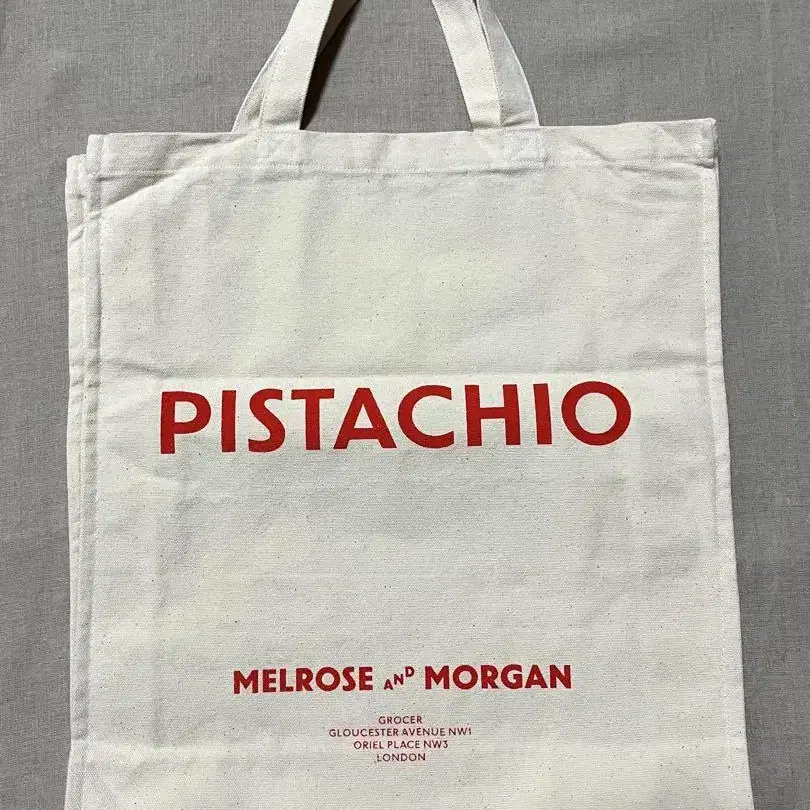 PISTACHIO
MELROSE AND MORGAN
GROCER
GLOUCESTER AVENUE NW1
ORIEL PLACE NW3
LONDON